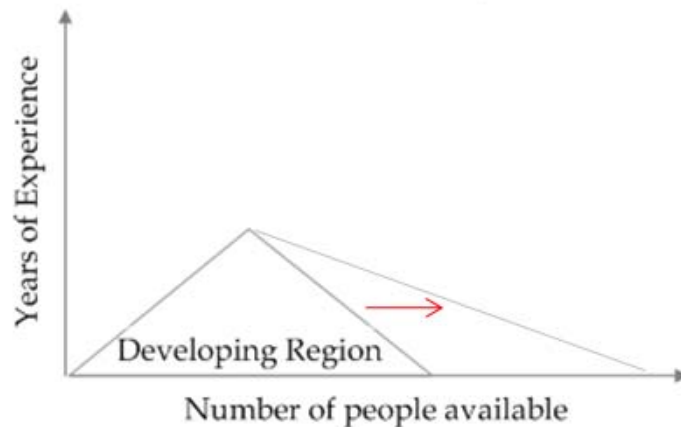 Years of Experience
Developing Region
Number of people available